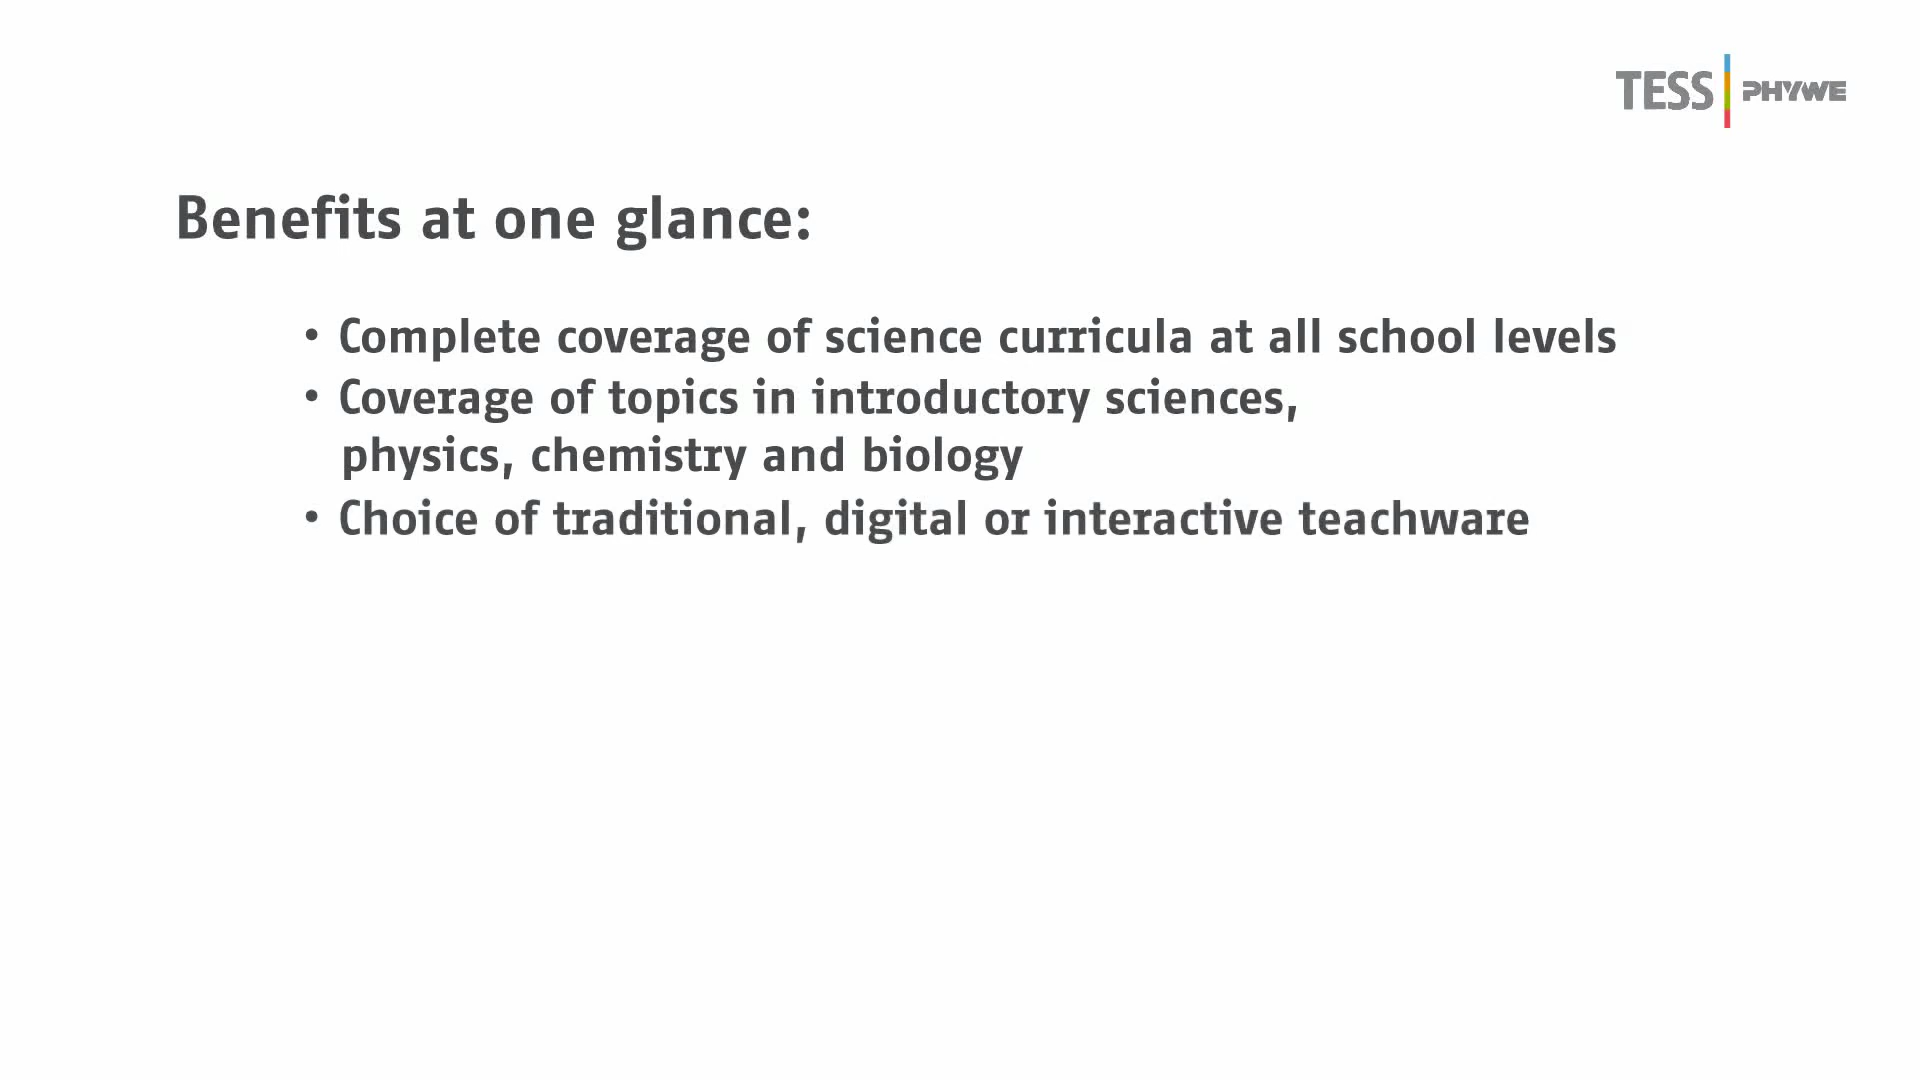 TESS PHYWE
Benefits at one glance:
• Complete coverage of science curricula at all school levels
• Coverage of topics in introductory sciences,
physics, chemistry and biology
• Choice of traditional, digital or interactive teachware